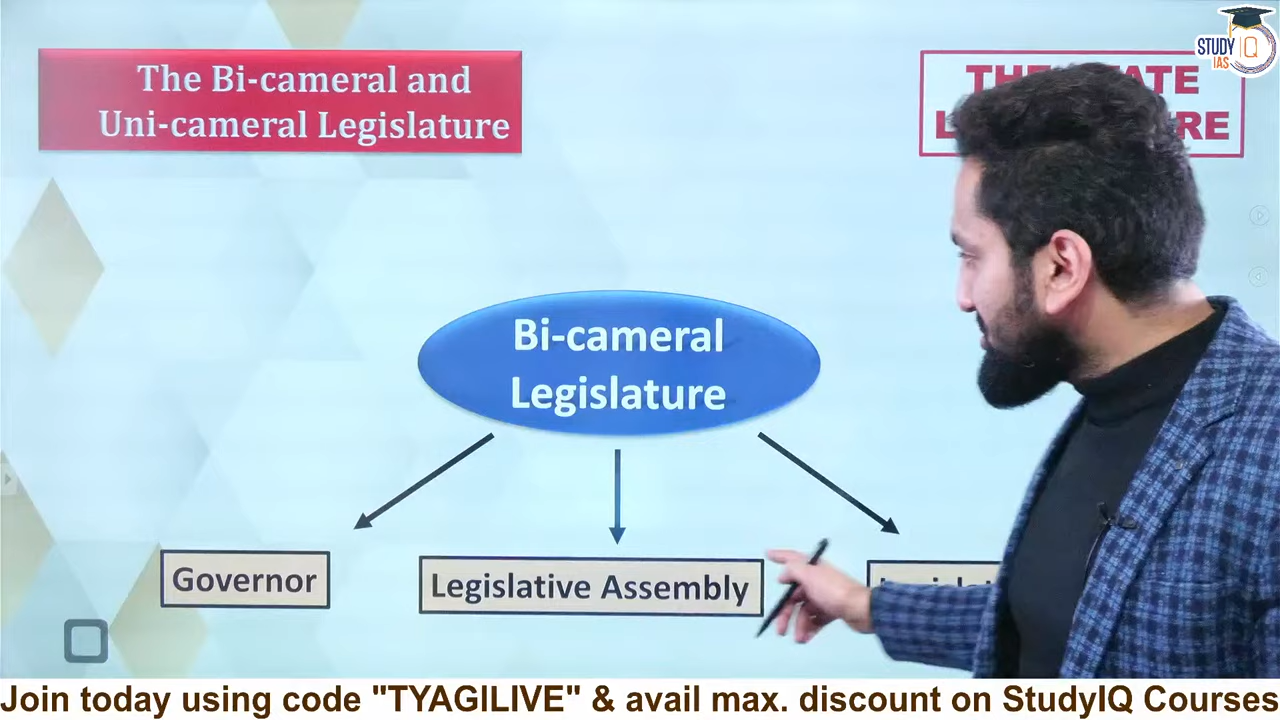 The Bi-cameral and
Uni-cameral Legislature
STUDY IQ
IAS
Bi-cameral
Legislature
Governor
Legislative Assembly
Join today using code "TYAGILIVE" & avail max. discount on StudyIQ Courses